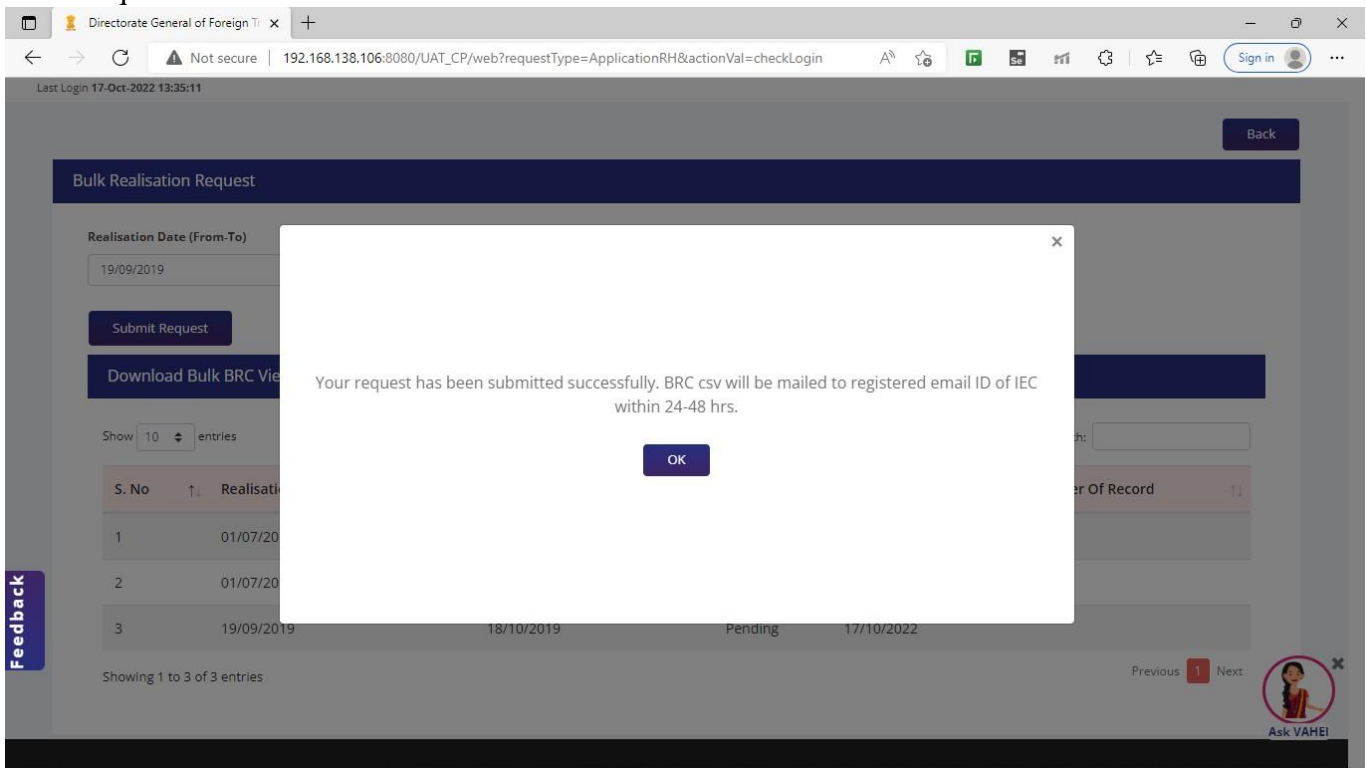 Directorate General of Foreign Tr
Not secure | 192.168.138.106:8080/UAT_CP/web?requestType=ApplicationRH&actionVal=checkLogin
Sign in
Last Login 17-Oct-2022 13:35:11
Back
Bulk Realisation Request
Realisation Date (From-To)
19/09/2019
Submit Request
Download Bulk BRC Vie
Your request has been submitted successfully. BRC csv will be mailed to registered email ID of IEC
within 24-48 hrs.
OK
Show 10 entries
ch:
S. No Realisati er Of Record
1 01/07/20
2 01/07/20
3 19/09/2019 18/10/2019 Pending 17/10/2022
Showing 1 to 3 of 3 entries
Previous 1 Next
Feedback
Ask VAHEI